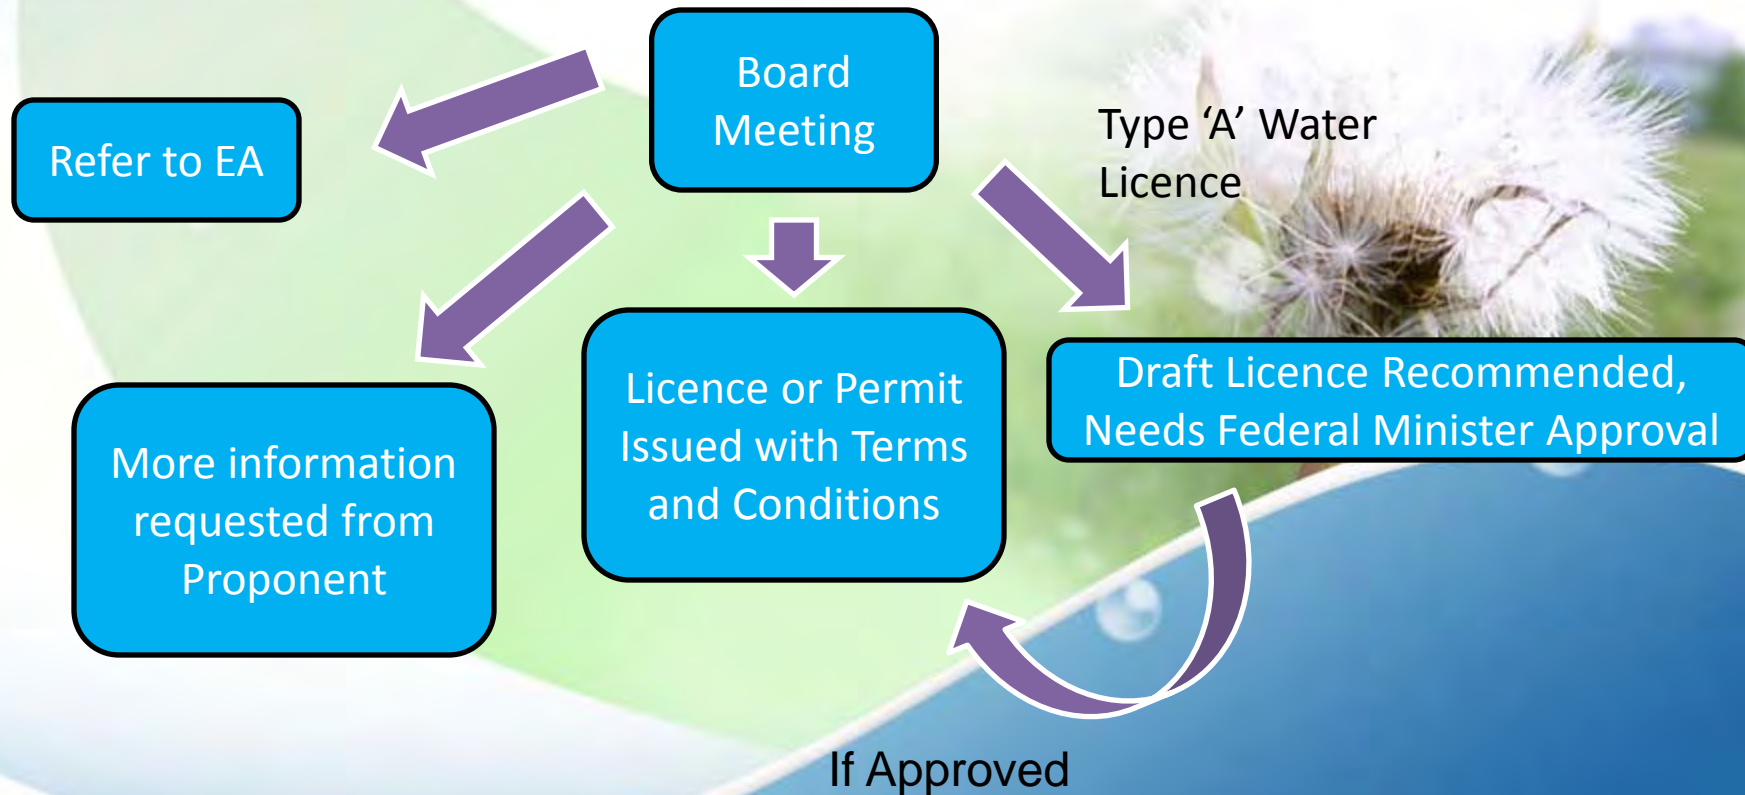 Board
Meeting
Refer to EA
Type ‘A’ Water
Licence
More information
requested from
Proponent
Licence or Permit
Issued with Terms
and Conditions
Draft Licence Recommended,
Needs Federal Minister Approval
If Approved